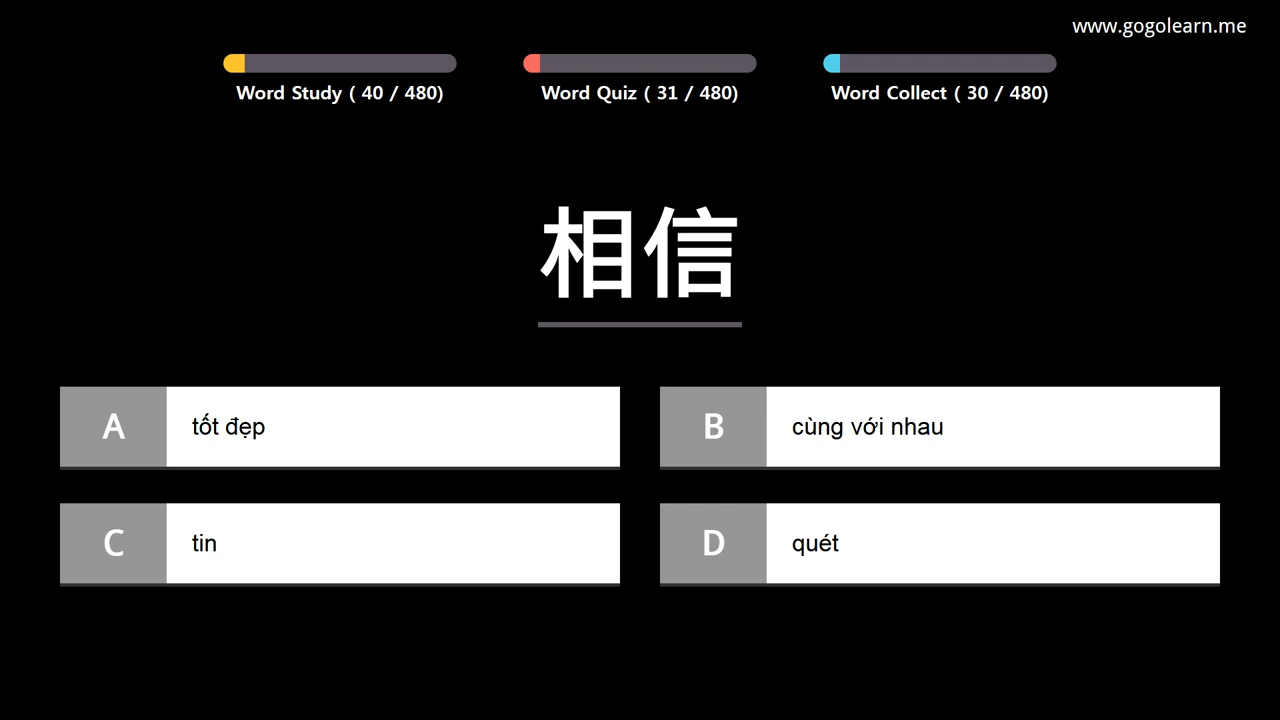 www.gogolearn.me
Word Study ( 40 / 480)
Word Quiz ( 31 / 480)
Word Collect ( 30 / 480)
相信
A
tốt đẹp
B
cùng với nhau
C
tin
D
quét